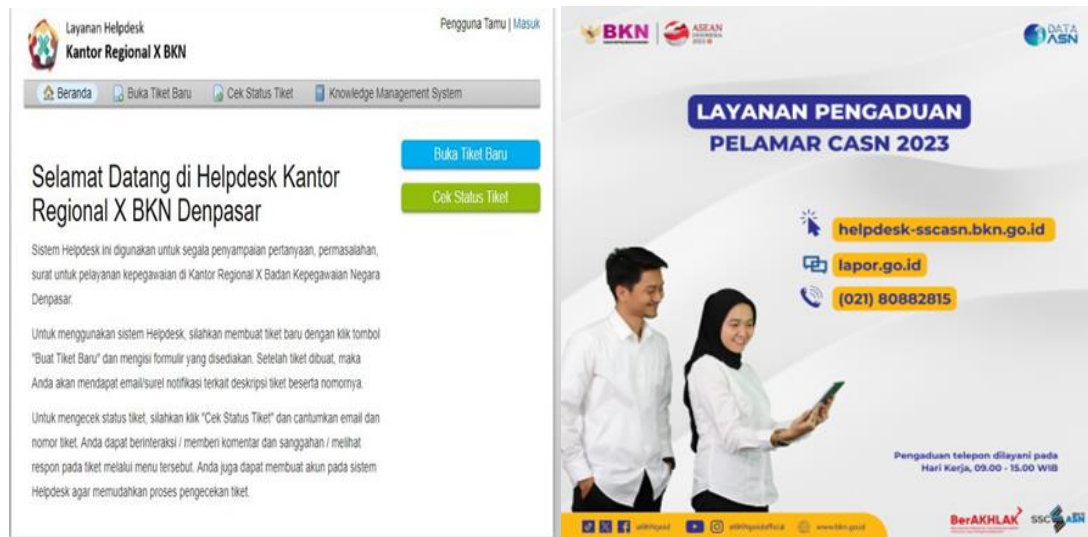 Layanan Helpdesk
Kantor Regional X BKN
Pengguna Tamu | Masuk
Beranda
Buka Tiket Baru
Cek Status Tiket
Knowledge Management System
Buka Tiket Baru
Cek Status Tiket
Selamat Datang di Helpdesk Kantor
Regional X BKN Denpasar
Sistem Helpdesk ini digunakan untuk segala penyampaian pertanyaan, permasalahan,
surat untuk pelayanan kepegawaian di Kantor Regional X Badan Kepegawaian Negara
Denpasar.
Untuk menggunakan sistem Helpdesk, silahkan membuat tiket baru dengan klik tombol
"Buat Tiket Baru" dan mengisi formulir yang disediakan. Setelah tiket dibuat, maka
Anda akan mendapat email/surel notifikasi terkait deskripsi tiket beserta nomornya.
Untuk mengecek status tiket, silahkan klik "Cek Status Tiket" dan cantumkan email dan
nomor tiket. Anda dapat berinteraksi / memberi komentar dan sanggahan / melihat
respon pada tiket melalui menu tersebut. Anda juga dapat membuat akun pada sistem
Helpdesk agar memudahkan proses pengecekan tiket.
BKN
ASEAN
DATA
ASN
LAYANAN PENGADUAN
PELAMAR CASN 2023
helpdesk-sscasn.bkn.go.id
lapor.go.id
(021) 80882815
Pengaduan telepon dilayani pada
Hari Kerja, 09.00 - 15.00 WIB
www.bkn.go.id
BerAKHLAK
SSC ASN